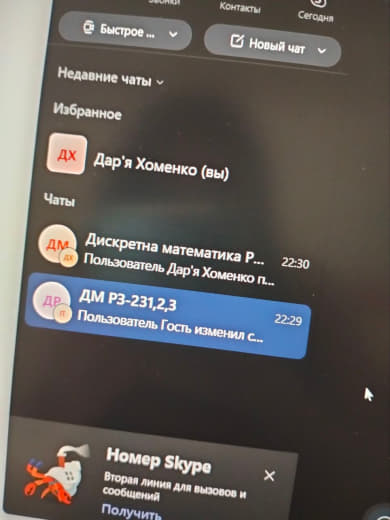 Звонки
Контакты
Сегодня
Быстрое ...
Новый чат
Недавние чаты
Избранное
ДХ
Дар'я Хоменко (вы)
Чаты
ДМ
ДХ
Дискретна математика Р...
22:30
Пользователь Дар'я Хоменко п...
ДР
ДМ РЗ-231,2,3
22:29
Пользователь Гость изменил с...
Номер Skype
Вторая линия для вызовов и
сообщений
Получить